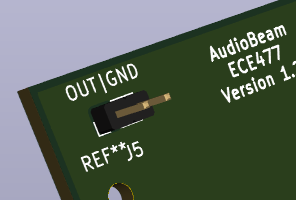 OUT|GND
REF**J5
AudioBeam
ECE477
Version 1.